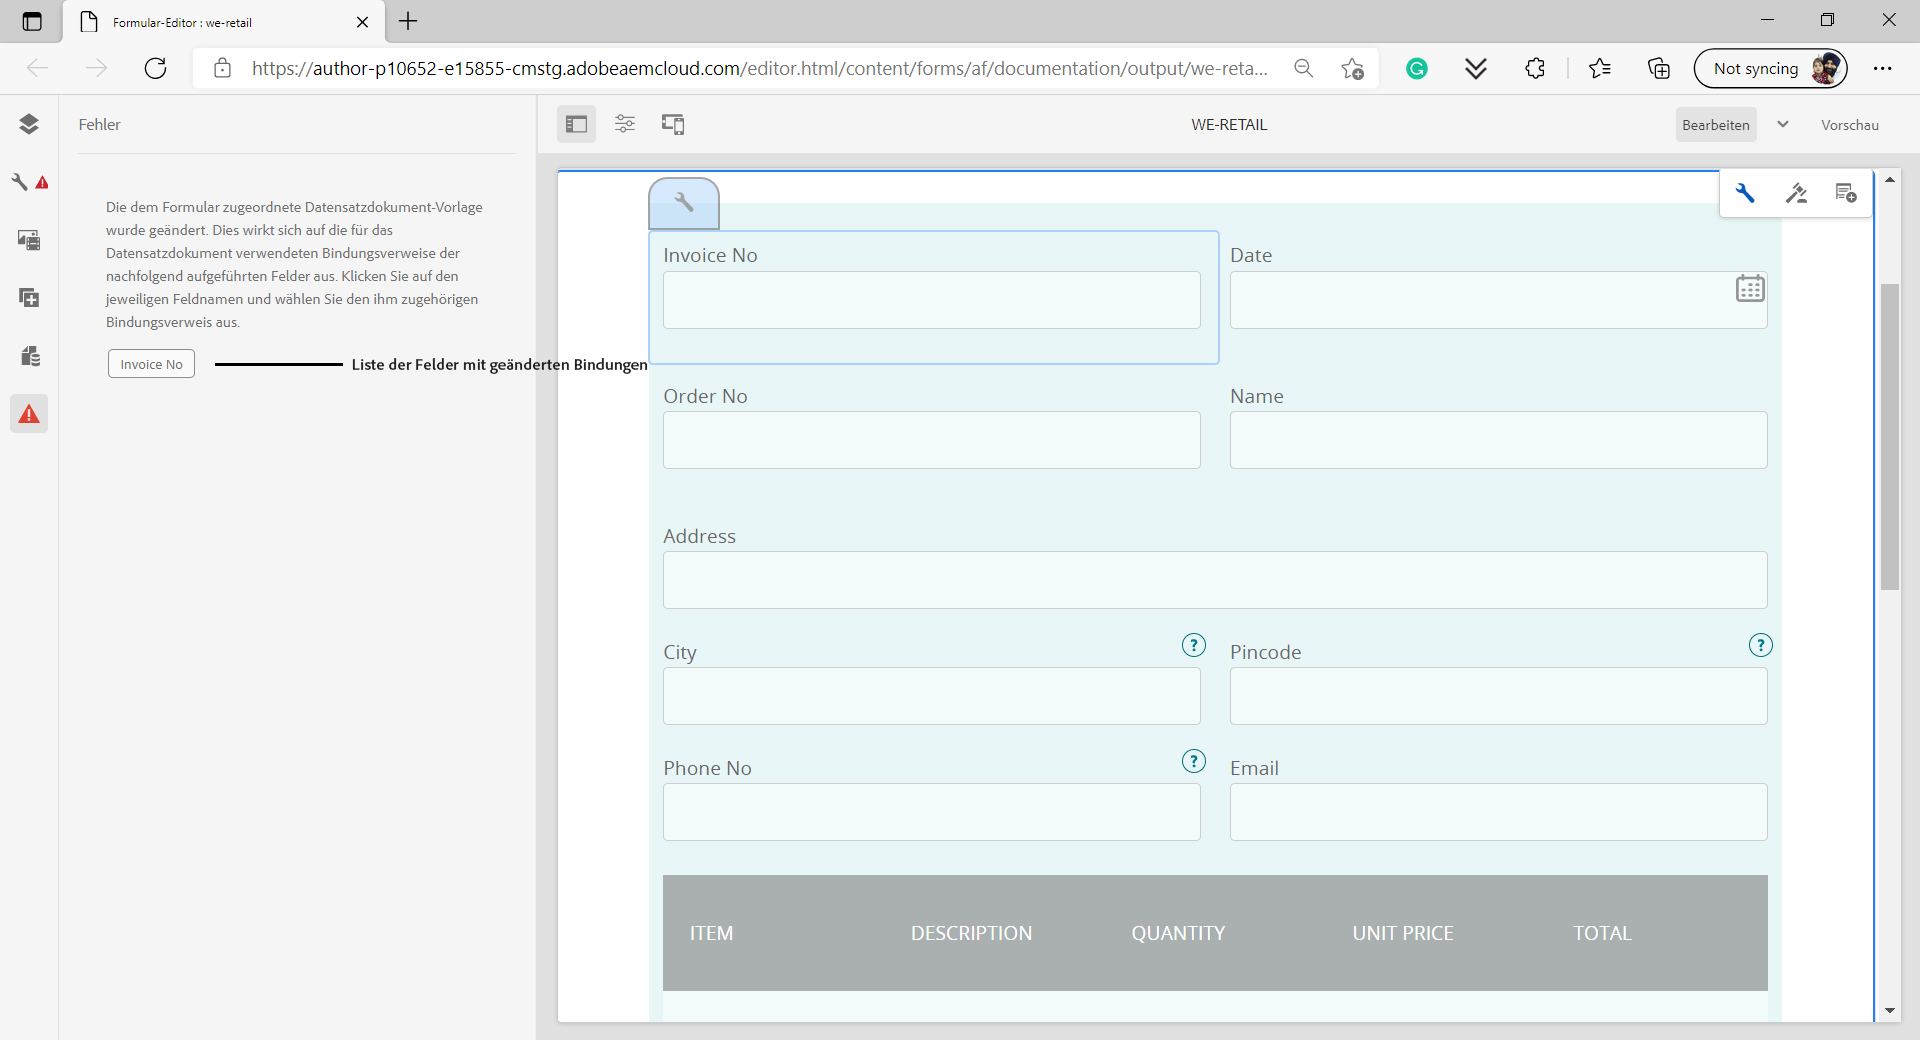 Formular-Editor : we-retail
https://author-p10652-e15855-cmstg.adobeaemcloud.com/editor.html/content/forms/af/documentation/output/we-reta...
Not syncing
Fehler
WE-RETAIL
Bearbeiten
Vorschau
Die dem Formular zugeordnete Datensatzdokument-Vorlage
wurde geändert. Dies wirkt sich auf die für das
Datensatzdokument verwendeten Bindungsverweise der
nachfolgend aufgeführten Felder aus. Klicken Sie auf den
jeweiligen Feldnamen und wählen Sie den ihm zugehörigen
Bindungsverweis aus.
Invoice No
Liste der Felder mit geänderten Bindungen
Invoice No
Date
Order No
Name
Address
City
?
Pincode
?
Phone No
?
Email
ITEM
DESCRIPTION
QUANTITY
UNIT PRICE
TOTAL